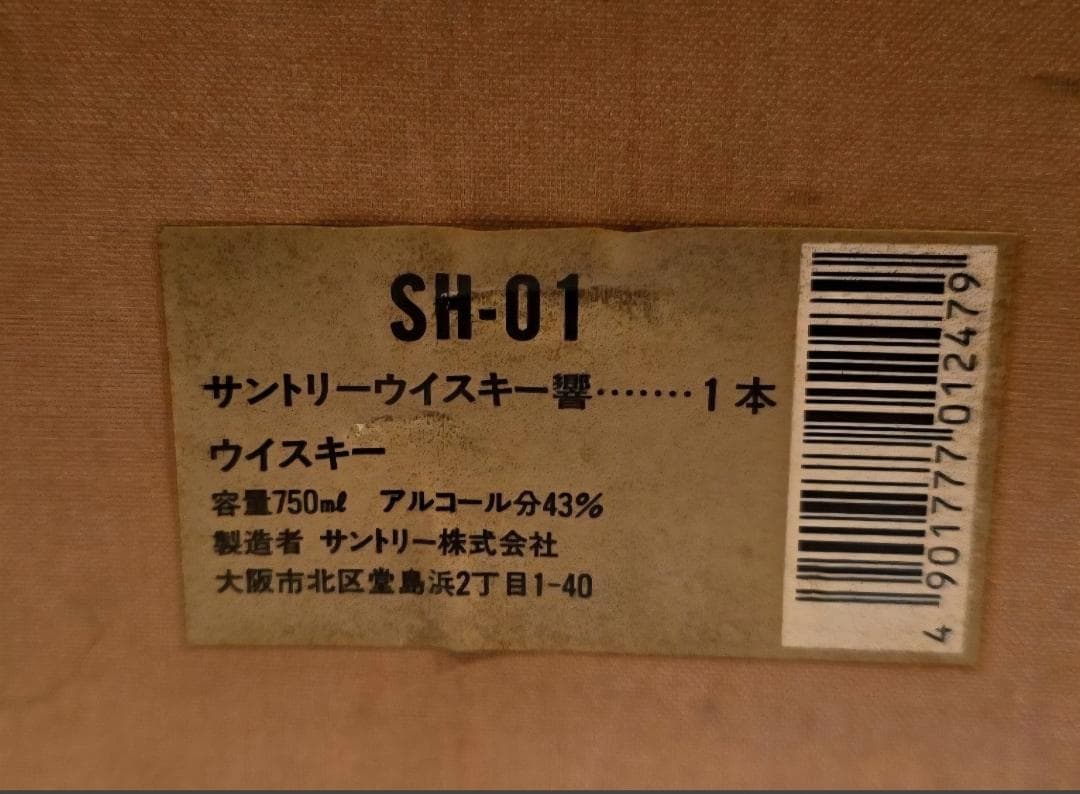 SH-01
サントリーウイスキー響・・・・・・・1本
ウイスキー
容量750㎖ アルコール分43%
製造者 サントリー株式会社
大阪市北区堂島浜2丁目1-40
4 901777 012479